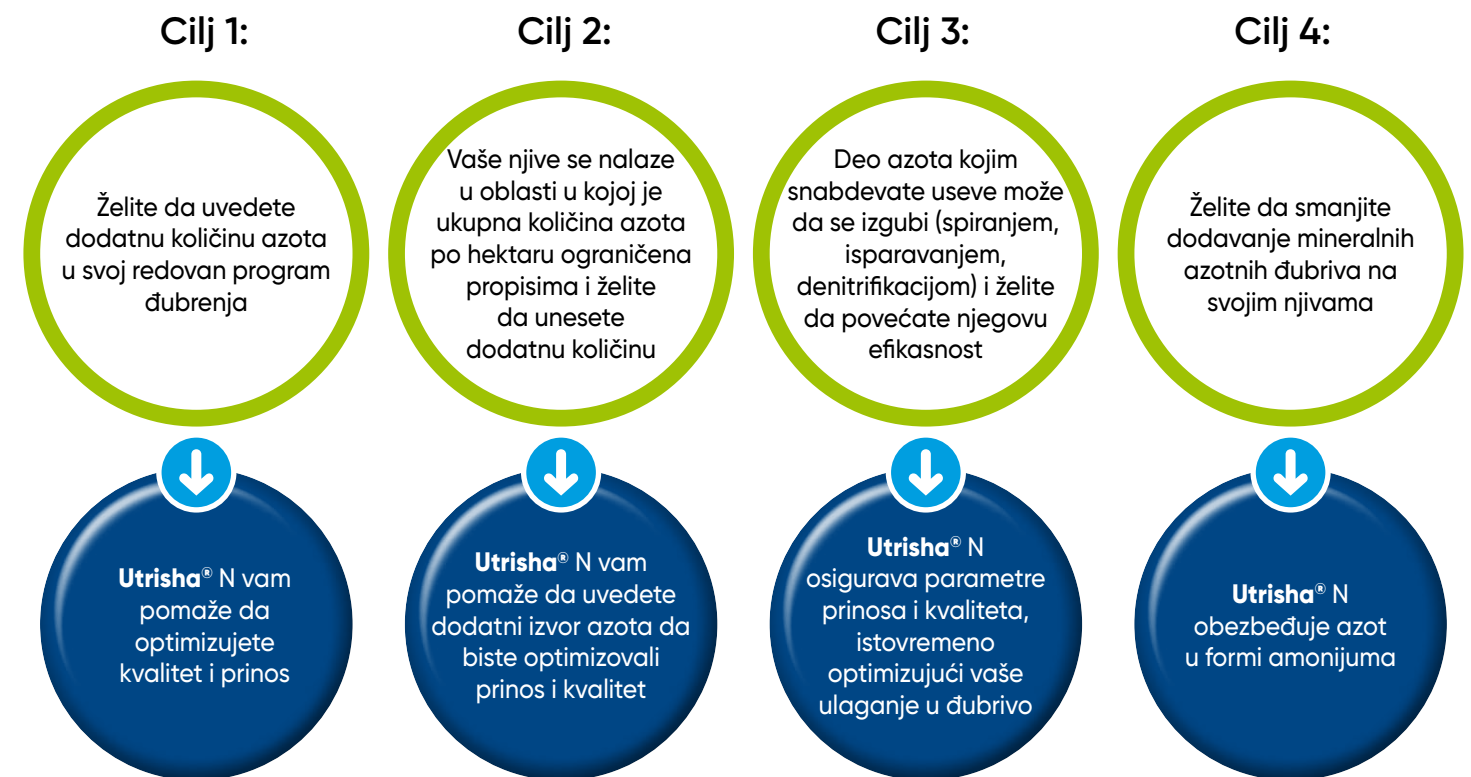 Cilj 1:
Cilj 2:
Cilj 3:
Cilj 4:
Želite da uvedete
dodatnu količinu azota
u svoj redovan program
đubrenja
Vaše njive se nalaze
u oblasti u kojoj je
ukupna količina azota
po hektaru ograničena
propisima i želite
da unesete
dodatnu količinu
Deo azota kojim
snabdevate useve može
da se izgubi (spiranjem,
isparavanjem,
denitrifikacijom) i želite
da povećate njegovu
efikasnost
Želite da smanjite
dodavanje mineralnih
azotnih đubriva na
svojim njivama
Utrisha® N vam
pomaže da
optimizujete
kvalitet i prinos
Utrisha® N vam
pomaže da uvedete
dodatni izvor azota da
biste optimizovali
prinos i kvalitet
Utrisha® N
osigurava parametre
prinosa i kvaliteta,
istovremeno
optimizujući vaše
ulaganje u đubrivo
Utrisha® N
obezbeđuje azot
u formi amonijuma